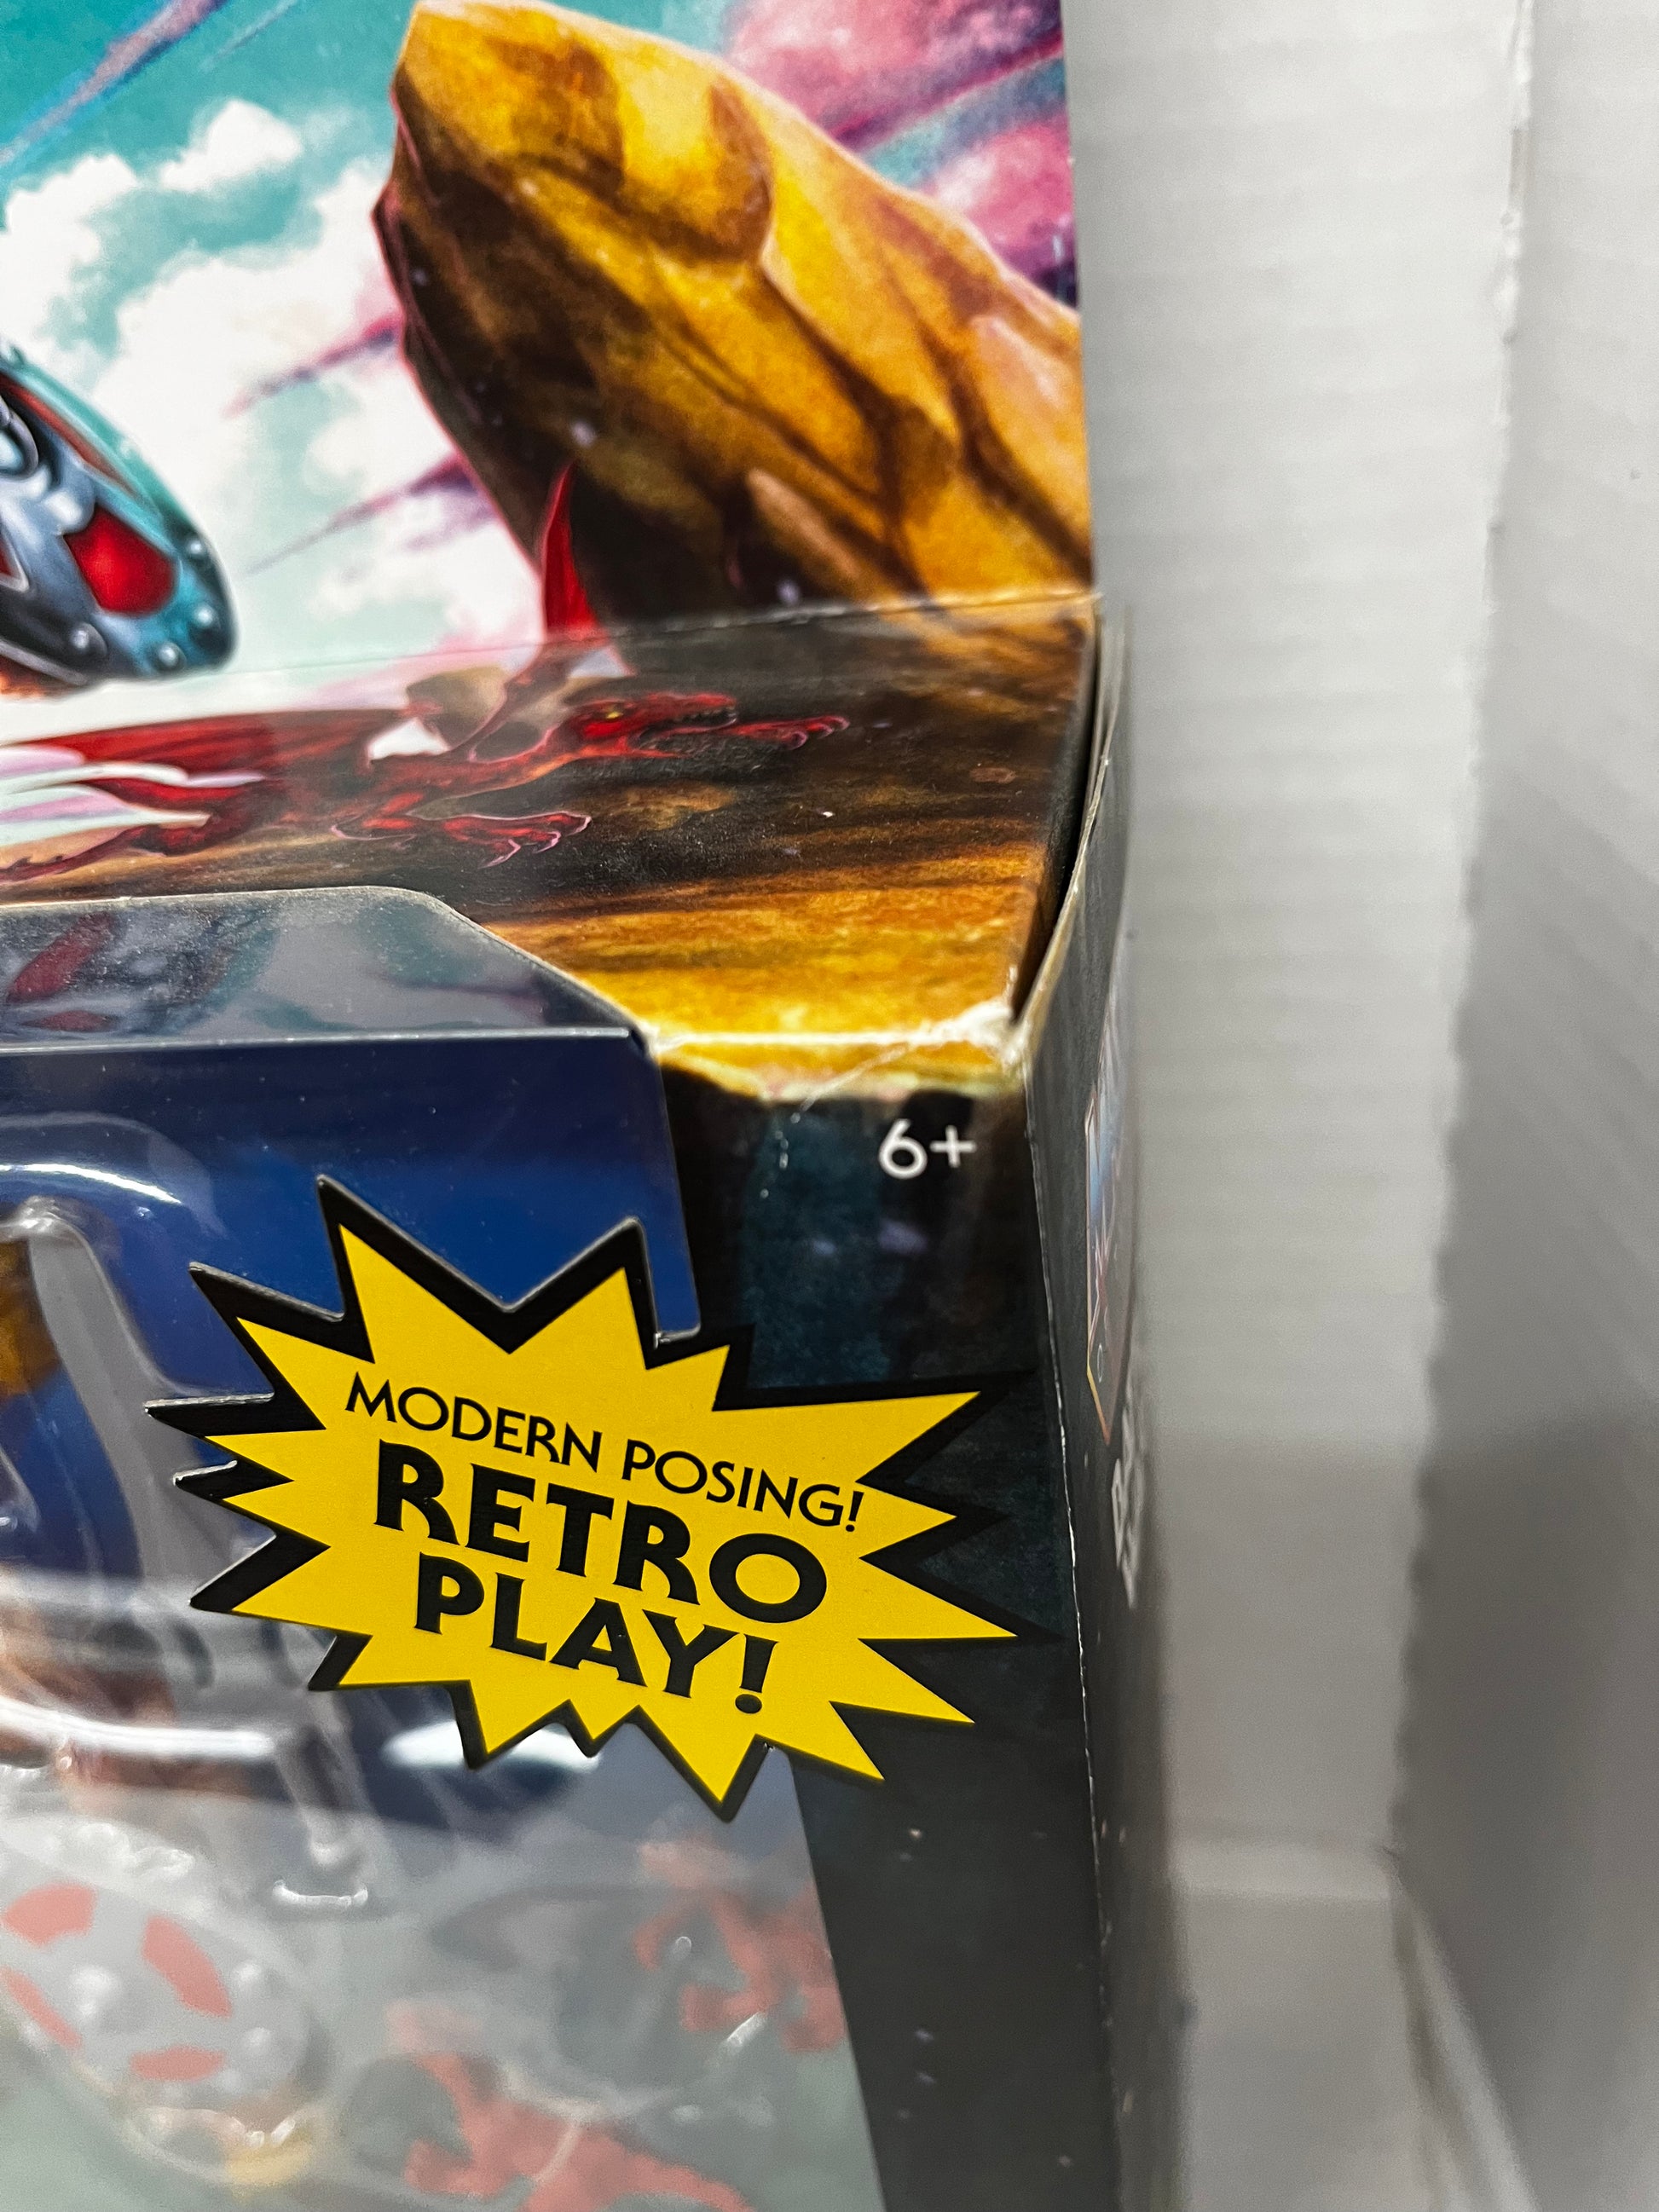 6+
MODERN POSING!
RETRO
PLAY!